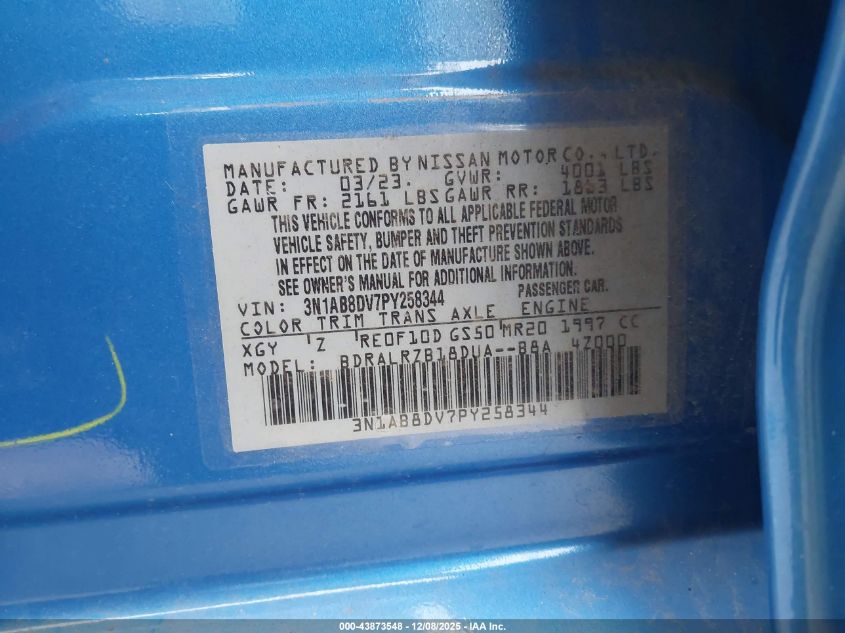 MANUFACTURED BY NISSAN MOTOR CO., LTD.
DATE: 03/23. GVWR: 4001 LBS
GAWR FR: 2161 LBS GAWR RR: LBS
THIS VEHICLE CONFORMS TO ALL APPLICABLE FEDERAL MOTOR
VEHICLE SAFETY, BUMPER AND THEFT PREVENTION STANDARDS
IN EFFECT ON THE DATE OF MANUFACTURE SHOWN ABOVE.
SEE OWNER'S MANUAL FOR ADDITIONAL INFORMATION.
VIN: 3N1AB8DV7PY258344 PASSENGER CAR.
COLOR TRIM TRANS AXLE ENGINE
XGY 'Z 'RE0F10D GS50'MR20 1997 CC
MODEL: BDRALRZB18DUA--B8A 4Z000
3N1AB8DV7PY258344
000-43873548 - 12/08/2025 - IAA Inc.